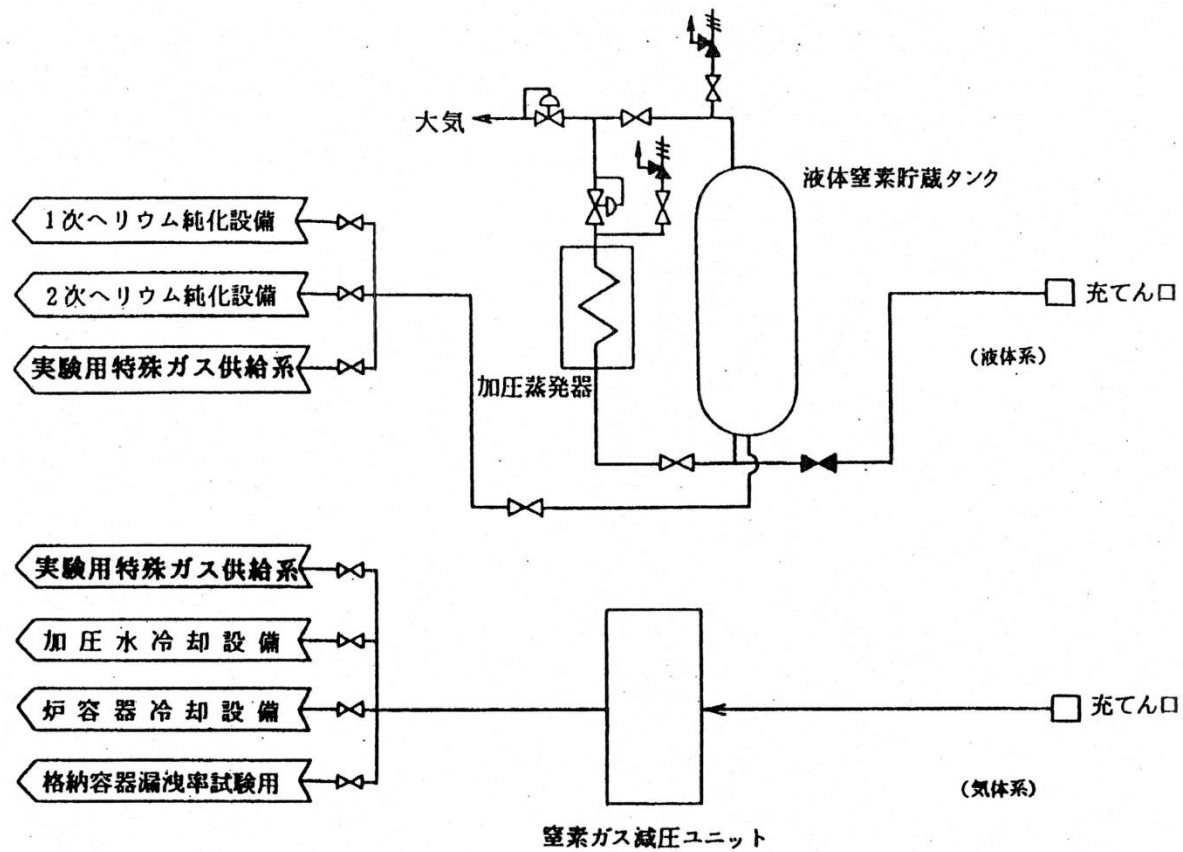 大気
液体窒素貯蔵タンク
1次ヘリウム純化設備
2次ヘリウム純化設備
充てん口
実験用特殊ガス供給系
(液体系)
加圧蒸発器
実験用特殊ガス供給系
加圧水冷却設備
炉容器冷却設備
充てん口
格納容器漏洩率試験用
(気体系)
窒素ガス減圧ユニット